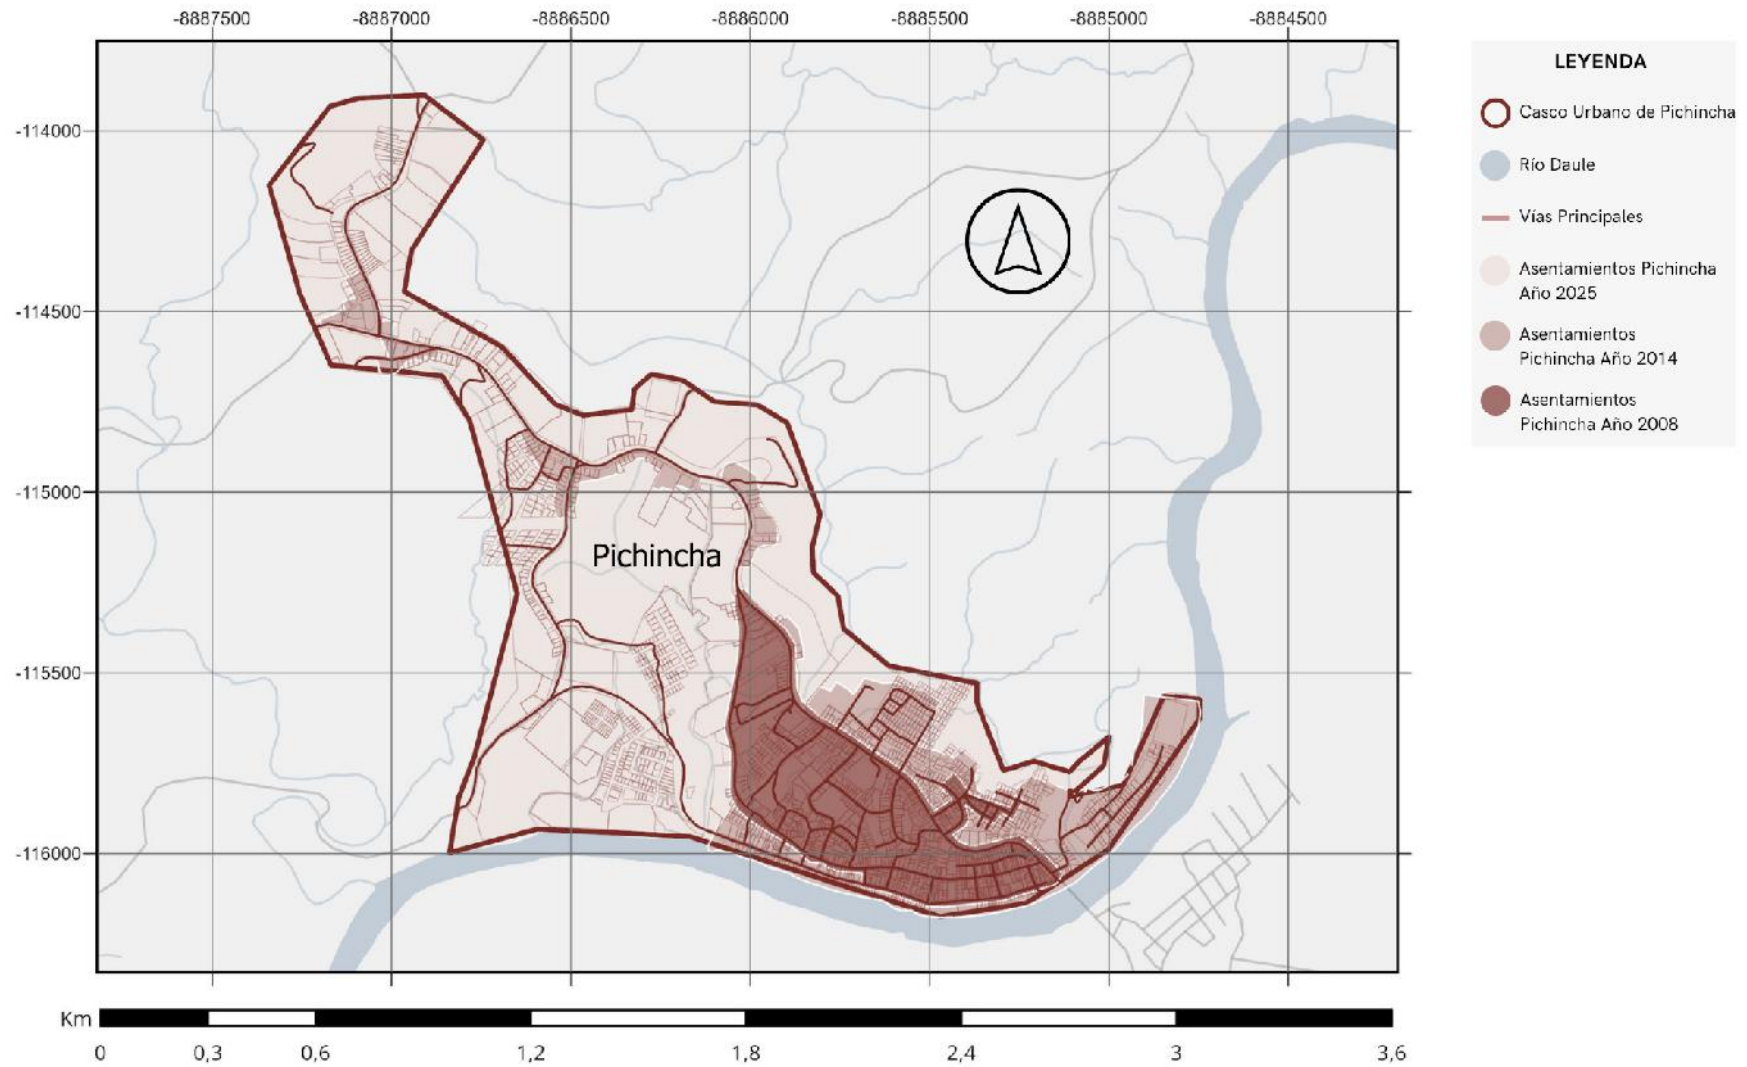 -8887500 -8887000 -8886500 -8886000 -8885500 -8885000 -8884500
-114000
-114500
-115000
-115500
-116000
Pichincha
LEYENDA
Casco Urbano de Pichincha
Río Daule
Vías Principales
Asentamientos Pichincha
Año 2025
Asentamientos
Pichincha Año 2014
Asentamientos
Pichincha Año 2008
Km
0 0,3 0,6 1,2 1,8 2,4 3 3,6